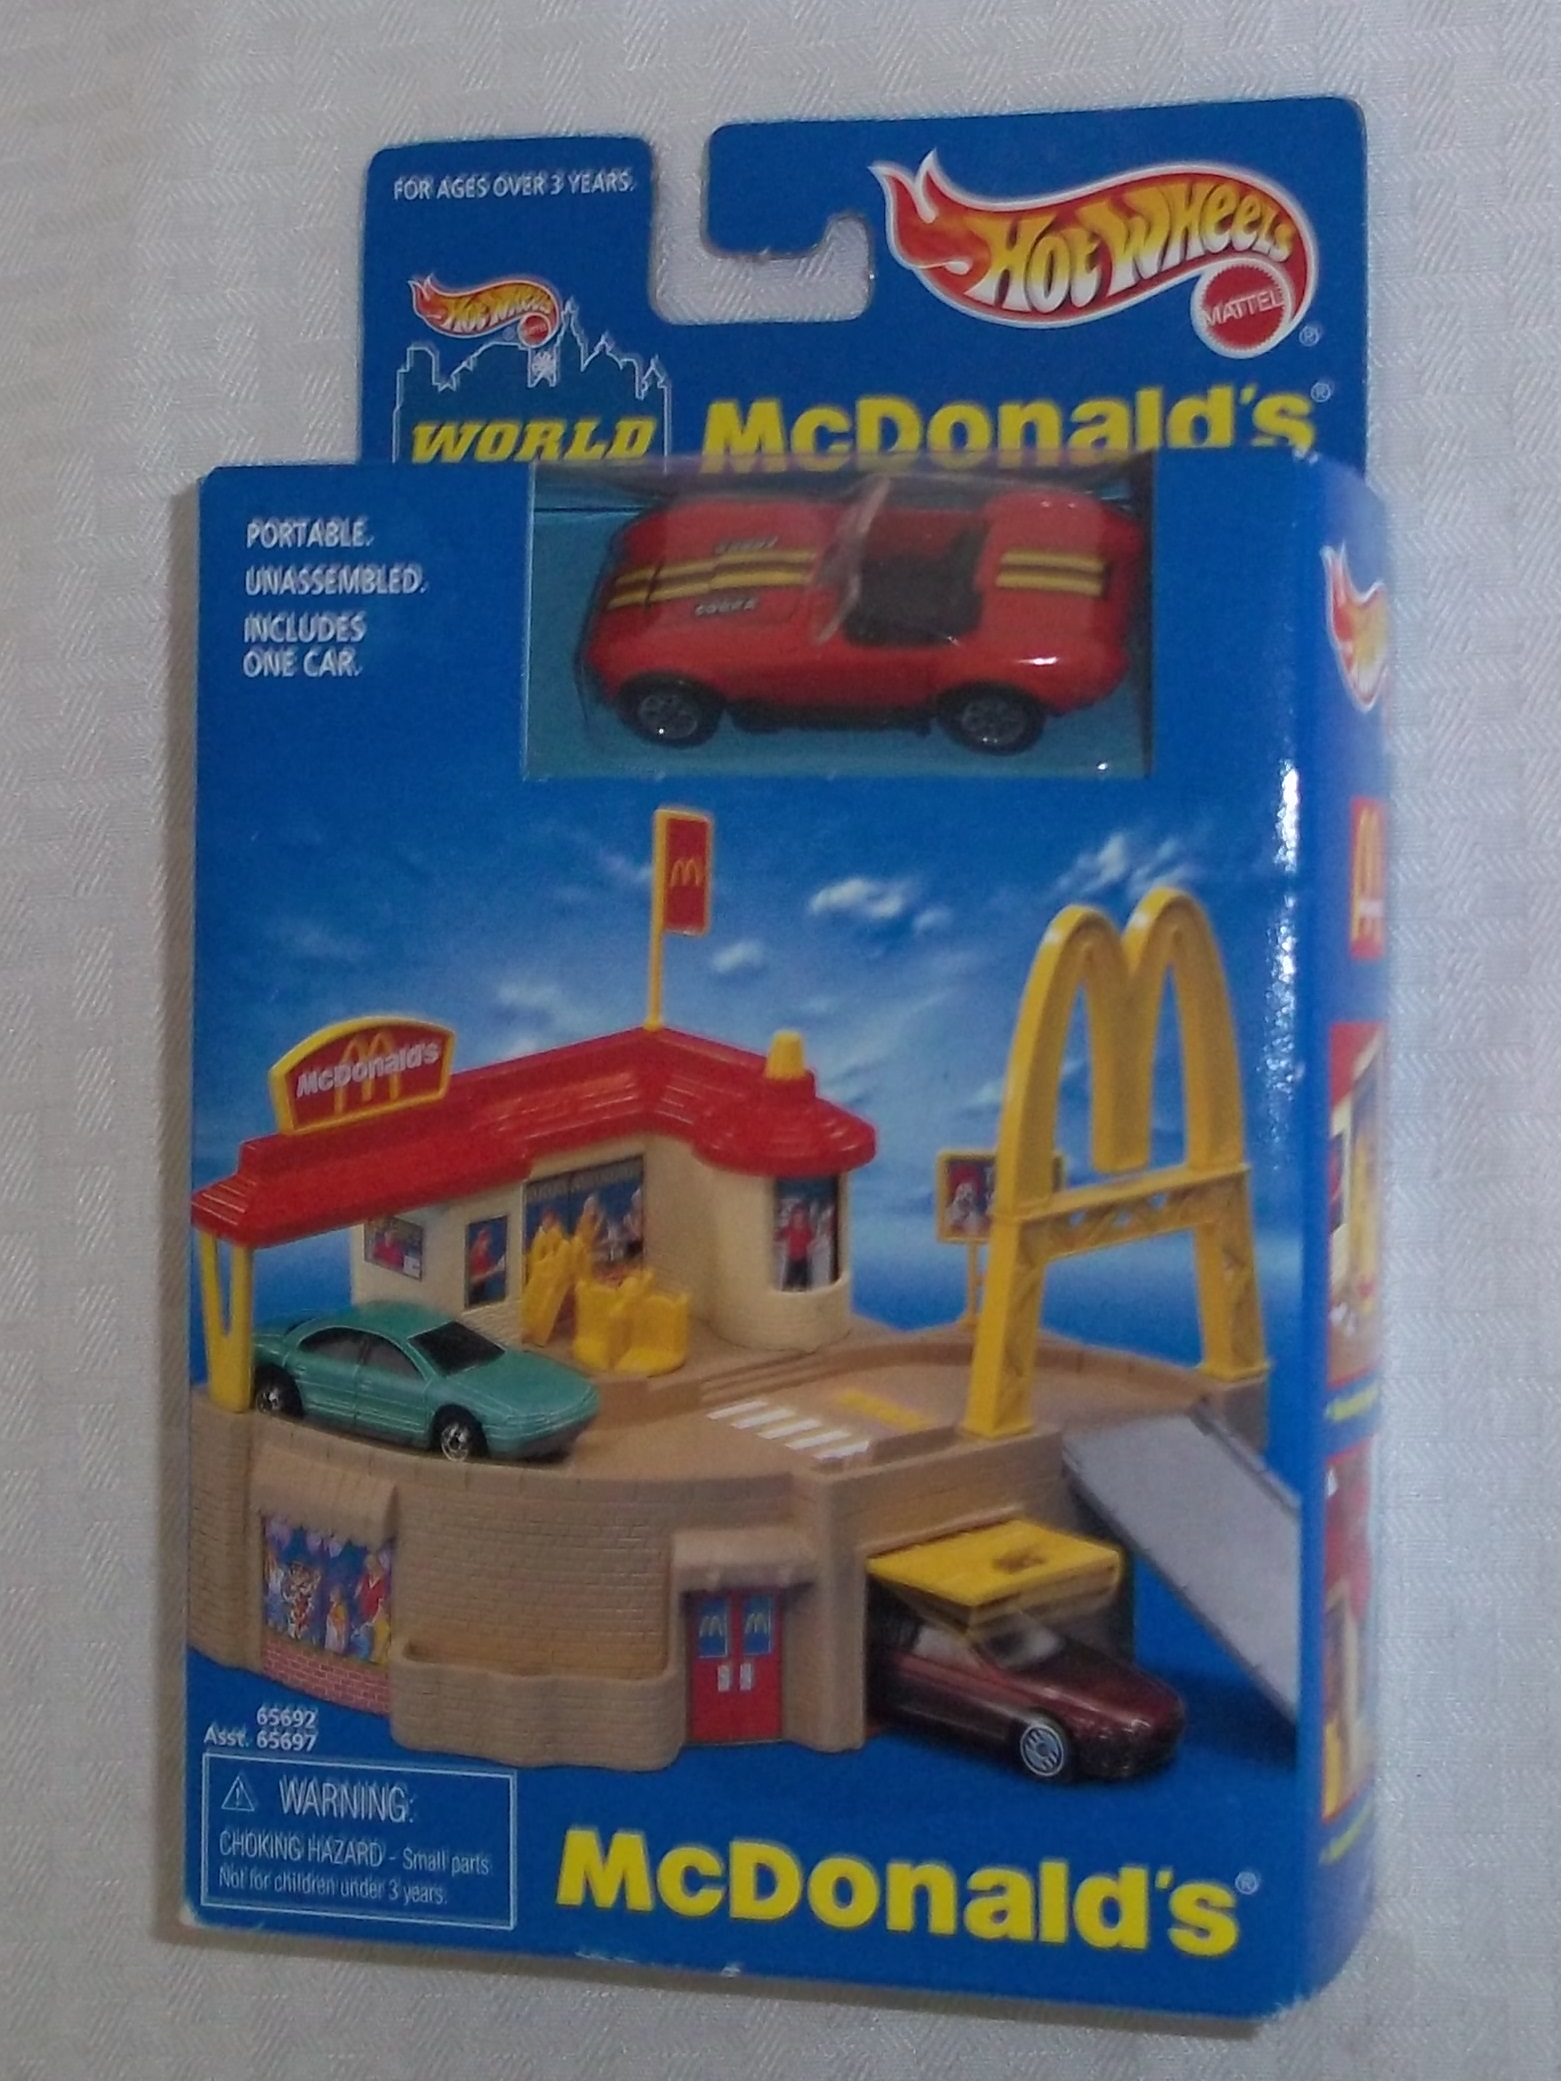 FOR AGES OVER 3 YEARS.
HOT WHEELS
MATTEL
®
HOT WHEELS
WORLD
McDonald's®
PORTABLE.
UNASSEMBLED.
INCLUDES
ONE CAR.
COBRA
McDonald's
65692
Asst. 65697
WARNING:
CHOKING HAZARD - Small parts
Not for children under 3 years.
McDonald's®